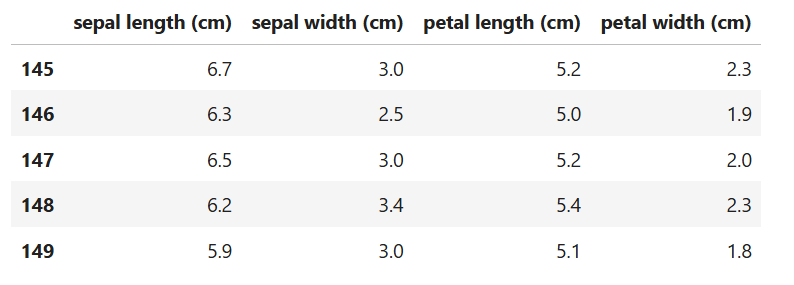 sepal length (cm) sepal width (cm) petal length (cm) petal width (cm)
145 6.7 3.0 5.2 2.3
146 6.3 2.5 5.0 1.9
147 6.5 3.0 5.2 2.0
148 6.2 3.4 5.4 2.3
149 5.9 3.0 5.1 1.8